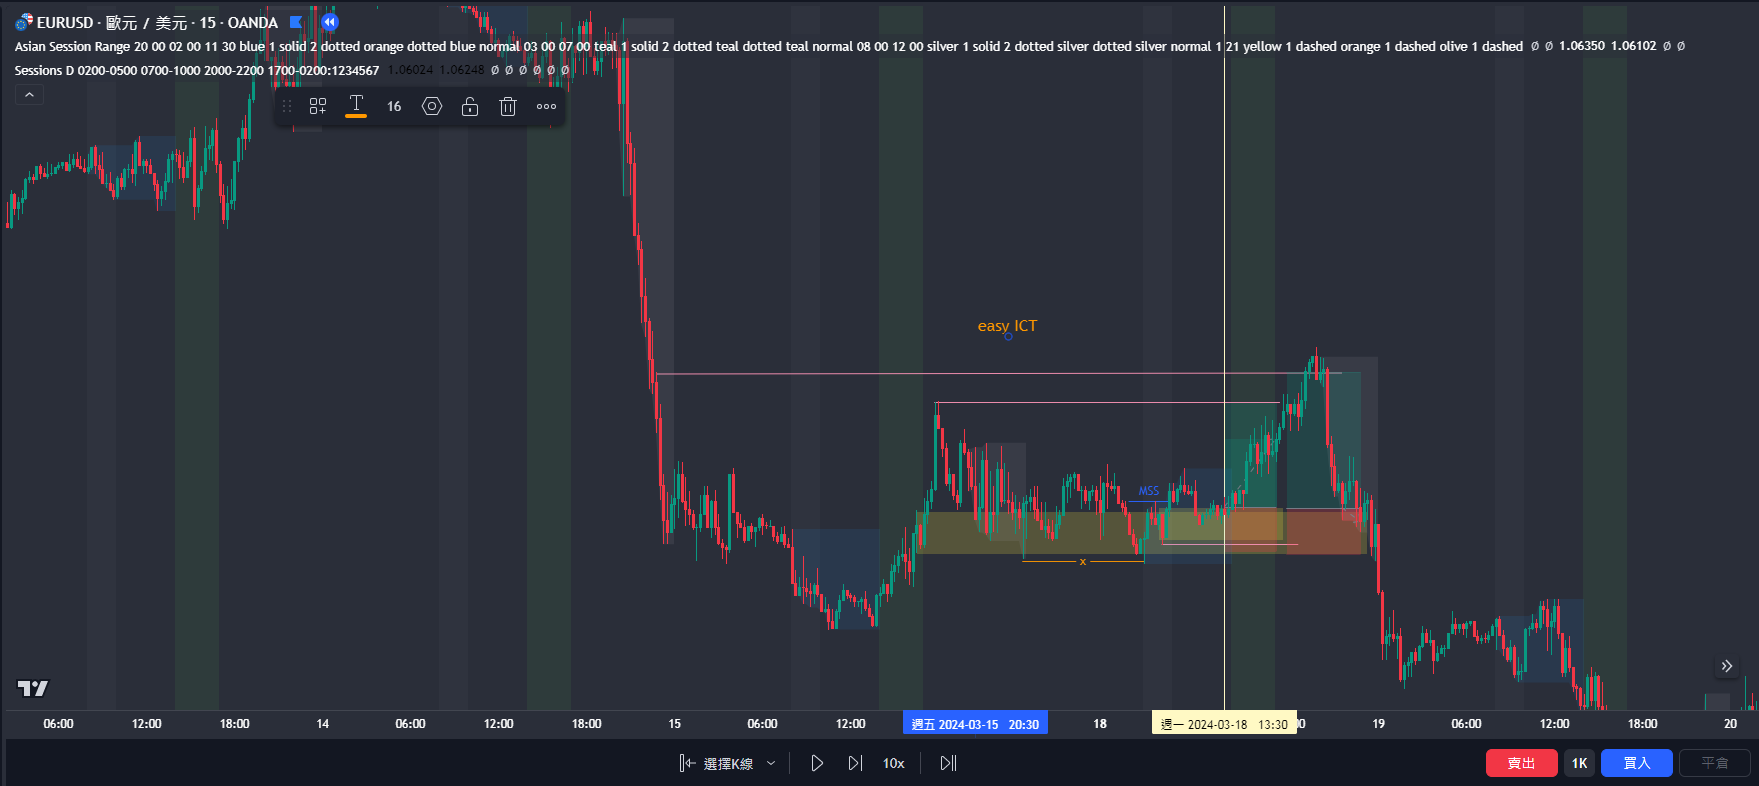 EURUSD · 歐元 / 美元 · 15 · OANDA
Asian Session Range 20 00 02 00 11 30 blue 1 solid 2 dotted orange dotted blue normal 03 00 07 00 teal 1 solid 2 dotted teal dotted teal normal 08 00 12 00 silver 1 solid 2 dotted silver dotted silver normal 1 21 yellow 1 dashed orange 1 dashed olive 1 dashed ∅ ∅ 1.06350 1.06102 ∅ ∅
Sessions D 0200-0500 0700-1000 2000-2200 1700-0200:1234567 1.06024 1.06248 ∅ ∅ ∅ ∅ ∅ ∅
T 16
easy ICT
MSS
x
06:00 12:00 18:00 14 06:00 12:00 18:00 15 06:00 12:00 週五 2024-03-15 20:30 18 週一 2024-03-18 13:30 00 19 06:00 12:00 18:00 20
選擇K線 10x 賣出 1K 買入 平倉